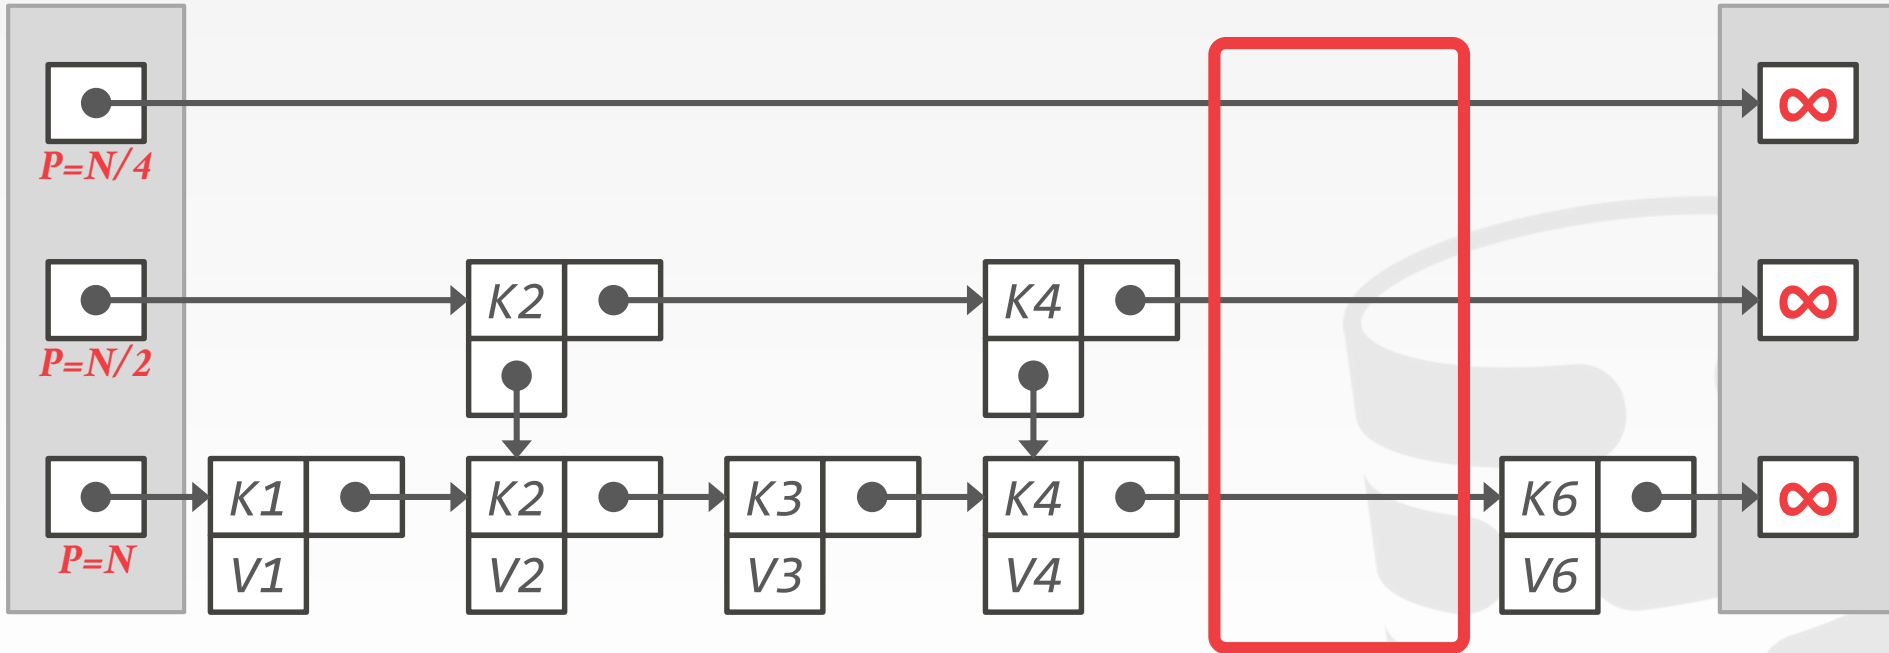 ∞
P=N/4
K2 K4 ∞
P=N/2
K1 K2 K3 K4 K6 ∞
P=N
V1 V2 V3 V4 V6